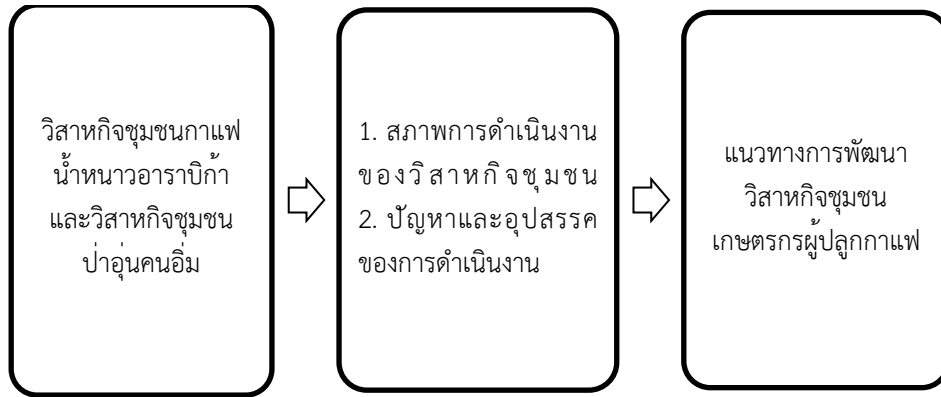 วิสาหกิจชุมชนกาแฟ
น้ำหนาวอาราบิก้า
และวิสาหกิจชุมชน
ป่าอุ่นคนอิ่ม
1. สภาพการดำเนินงาน
ของวิสาหกิจชุมชน
2. ปัญหาและอุปสรรค
ของการดำเนินงาน
แนวทางการพัฒนา
วิสาหกิจชุมชน
เกษตรกรผู้ปลูกกาแฟ